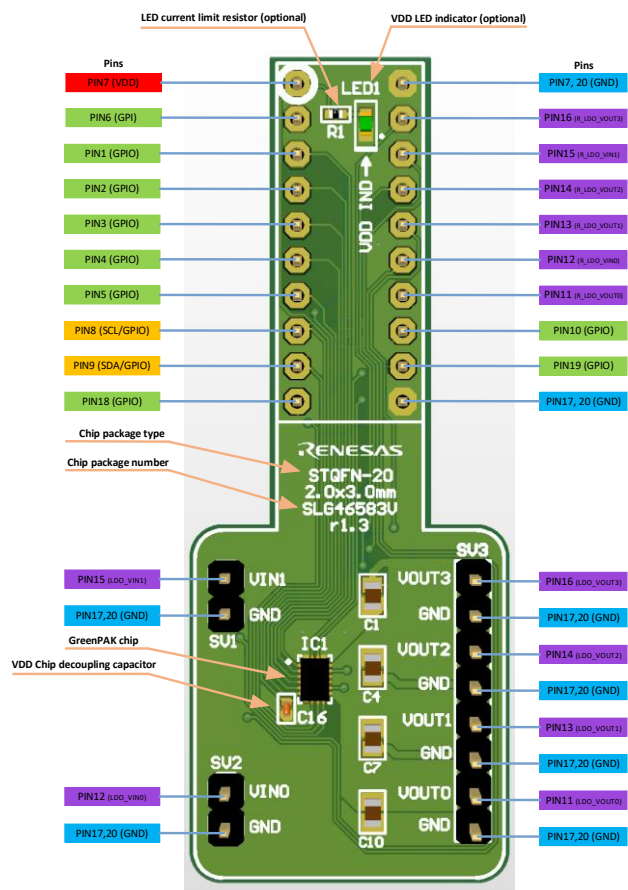 LED current limit resistor (optional)
VDD LED indicator (optional)
Pins
Pins
PIN7 (VDD)
PIN7, 20 (GND)
LED1
PIN6 (GPI)
PIN16 (R_LDO_VOUT3)
R1
PIN1 (GPIO)
PIN15 (R_LDO_VIN1)
PIN2 (GPIO)
PIN14 (R_LDO_VOUT2)
VDD IND
PIN3 (GPIO)
PIN13 (R_LDO_VOUT1)
PIN4 (GPIO)
PIN12 (R_LDO_VIN0)
PIN5 (GPIO)
PIN11 (R_LDO_VOUT0)
PIN8 (SCL/GPIO)
PIN10 (GPIO)
PIN9 (SDA/GPIO)
PIN19 (GPIO)
PIN18 (GPIO)
PIN17, 20 (GND)
Chip package type
RENESAS
Chip package number
STQFN-20
2.0x3.0mm
SLG46583V
r1.3
SV3
PIN15 (LDO_VIN1)
VIN1
VOUT3
PIN16 (LDO_VOUT3)
PIN17,20 (GND)
GND
C1
GND
PIN17,20 (GND)
SV1
GreenPAK chip
IC1
VOUT2
PIN14 (LDO_VOUT2)
VDD Chip decoupling capacitor
C4
GND
PIN17,20 (GND)
C16
VOUT1
PIN13 (LDO_VOUT1)
SV2
C7
GND
PIN17,20 (GND)
PIN12 (LDO_VIN0)
VIN0
VOUT0
PIN11 (LDO_VOUT0)
PIN17,20 (GND)
GND
C10
GND
PIN17,20 (GND)